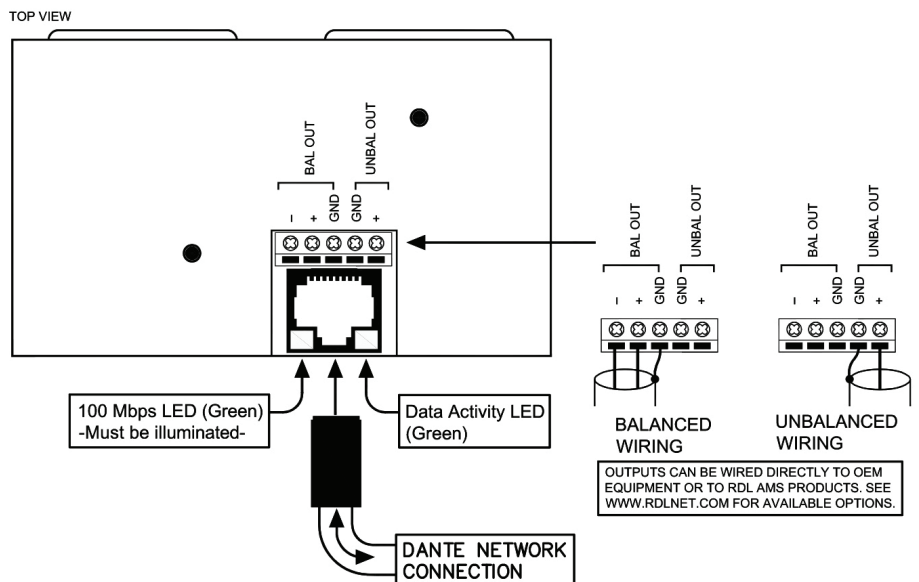 TOP VIEW
BAL OUT
UNBAL OUT
– + GND GND +
BAL OUT
UNBAL OUT
– + GND GND +
BAL OUT
UNBAL OUT
– + GND GND +
100 Mbps LED (Green)
-Must be illuminated-
Data Activity LED
(Green)
BALANCED
WIRING
UNBALANCED
WIRING
OUTPUTS CAN BE WIRED DIRECTLY TO OEM
EQUIPMENT OR TO RDL AMS PRODUCTS. SEE
WWW.RDLNET.COM FOR AVAILABLE OPTIONS.
DANTE NETWORK
CONNECTION